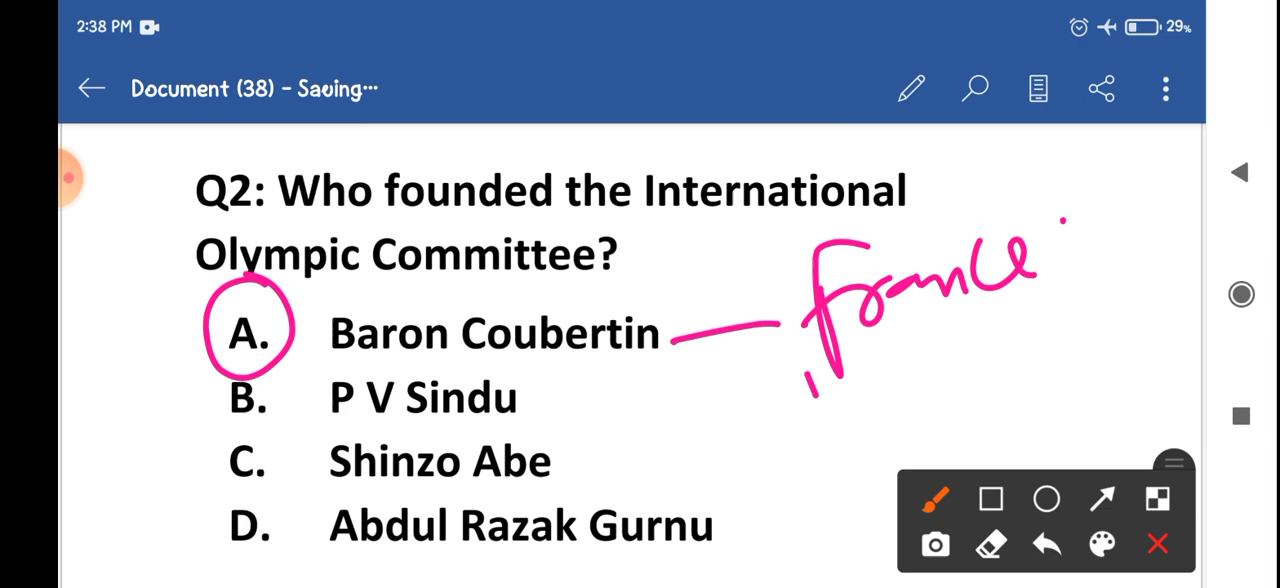 2:38 PM 29%
Document (38) - Saving...
Q2: Who founded the International
Olympic Committee?
A. Baron Coubertin — france
B. P V Sindu
C. Shinzo Abe
D. Abdul Razak Gurnu